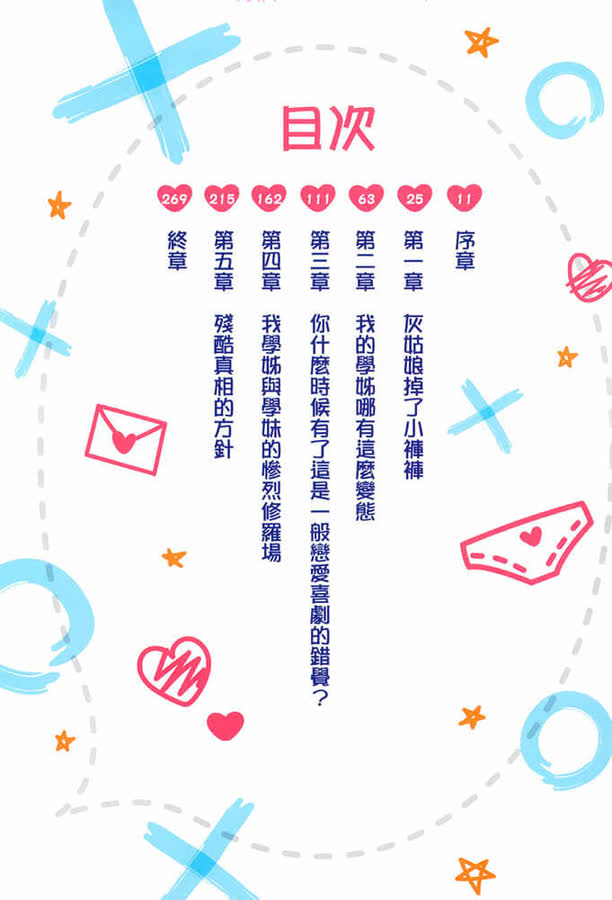 目次
11
序章
25
第一章 灰姑娘掉了小褲褲
63
第二章 我的學姊哪有這麼變態
111
第三章 你什麼時候有了這是一般戀愛喜劇的錯覺？
162
第四章 我學姊與學妹的慘烈修羅場
215
第五章 殘酷真相的方針
269
終章